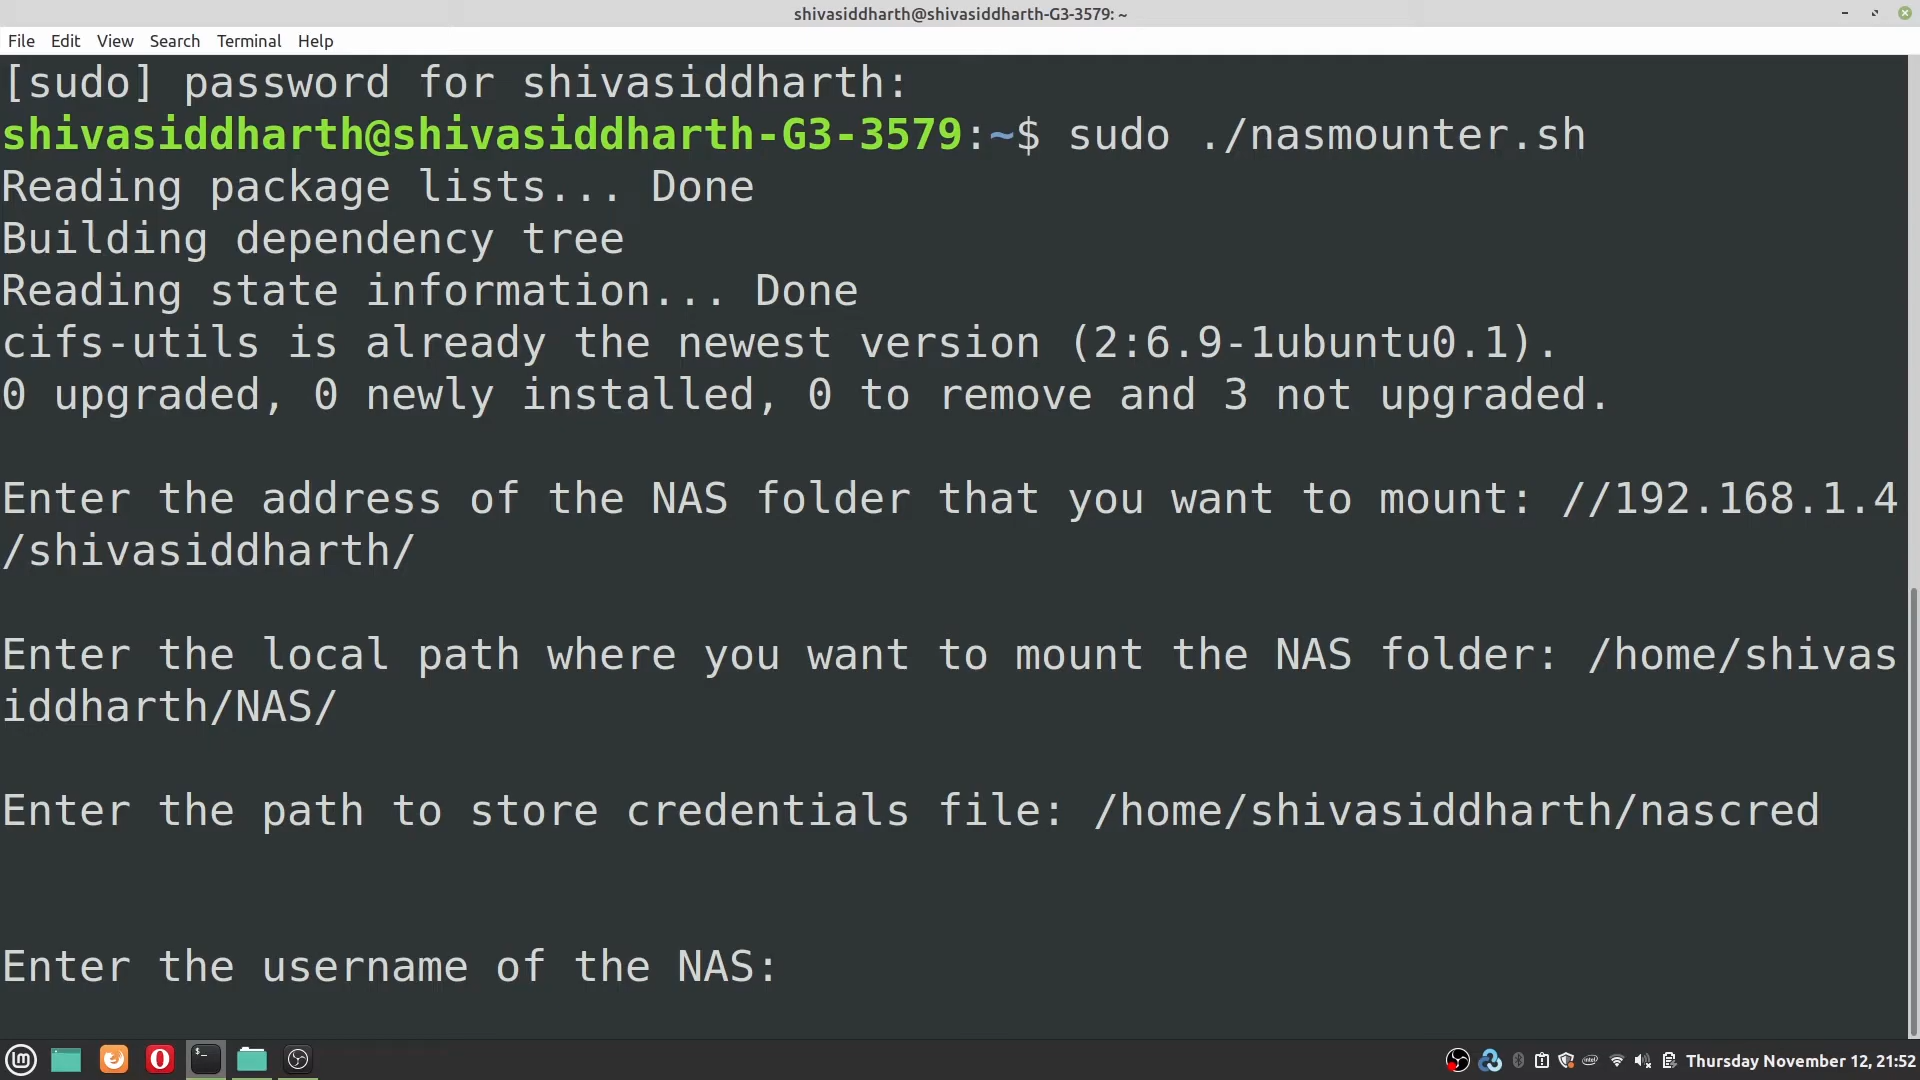 shivasiddharth@shivasiddharth-G3-3579: ~
File Edit View Search Terminal Help
[sudo] password for shivasiddharth:
shivasiddharth@shivasiddharth-G3-3579:~$ sudo ./nasmounter.sh
Reading package lists... Done
Building dependency tree
Reading state information... Done
cifs-utils is already the newest version (2:6.9-1ubuntu0.1).
0 upgraded, 0 newly installed, 0 to remove and 3 not upgraded.
Enter the address of the NAS folder that you want to mount: //192.168.1.4
/shivasiddharth/
Enter the local path where you want to mount the NAS folder: /home/shivas
iddharth/NAS/
Enter the path to store credentials file: /home/shivasiddharth/nascred
Enter the username of the NAS:
Thursday November 12, 21:52